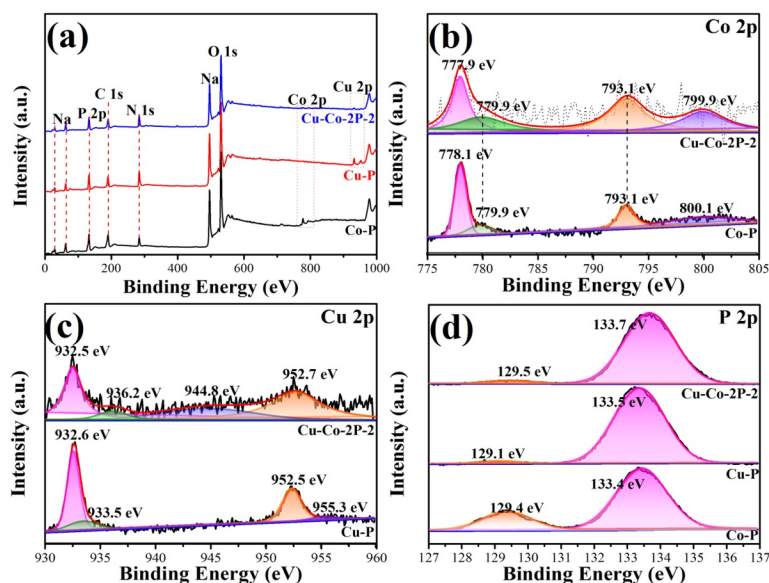 (a)
O 1s
Na
Cu 2p
Co 2p
C 1s
P 2p
N 1s
Na
Cu-Co-2P-2
Cu-P
Co-P
Intensity (a.u.)
0 200 400 600 800 1000
Binding Energy (eV)
(b)
Co 2p
777.9 eV
779.9 eV
793.1 eV
799.9 eV
Cu-Co-2P-2
778.1 eV
779.9 eV
793.1 eV
800.1 eV
Co-P
Intensity (a.u.)
775 780 785 790 795 800 805
Binding Energy (eV)
(c)
Cu 2p
932.5 eV
936.2 eV
944.8 eV
952.7 eV
Cu-Co-2P-2
932.6 eV
933.5 eV
952.5 eV
955.3 eV
Cu-P
Intensity (a.u.)
930 935 940 945 950 955 960
Binding Energy (eV)
(d)
P 2p
133.7 eV
129.5 eV
Cu-Co-2P-2
133.5 eV
129.1 eV
Cu-P
133.4 eV
129.4 eV
Co-P
Intensity (a.u.)
127 128 129 130 131 132 133 134 135 136 137
Binding Energy (eV)